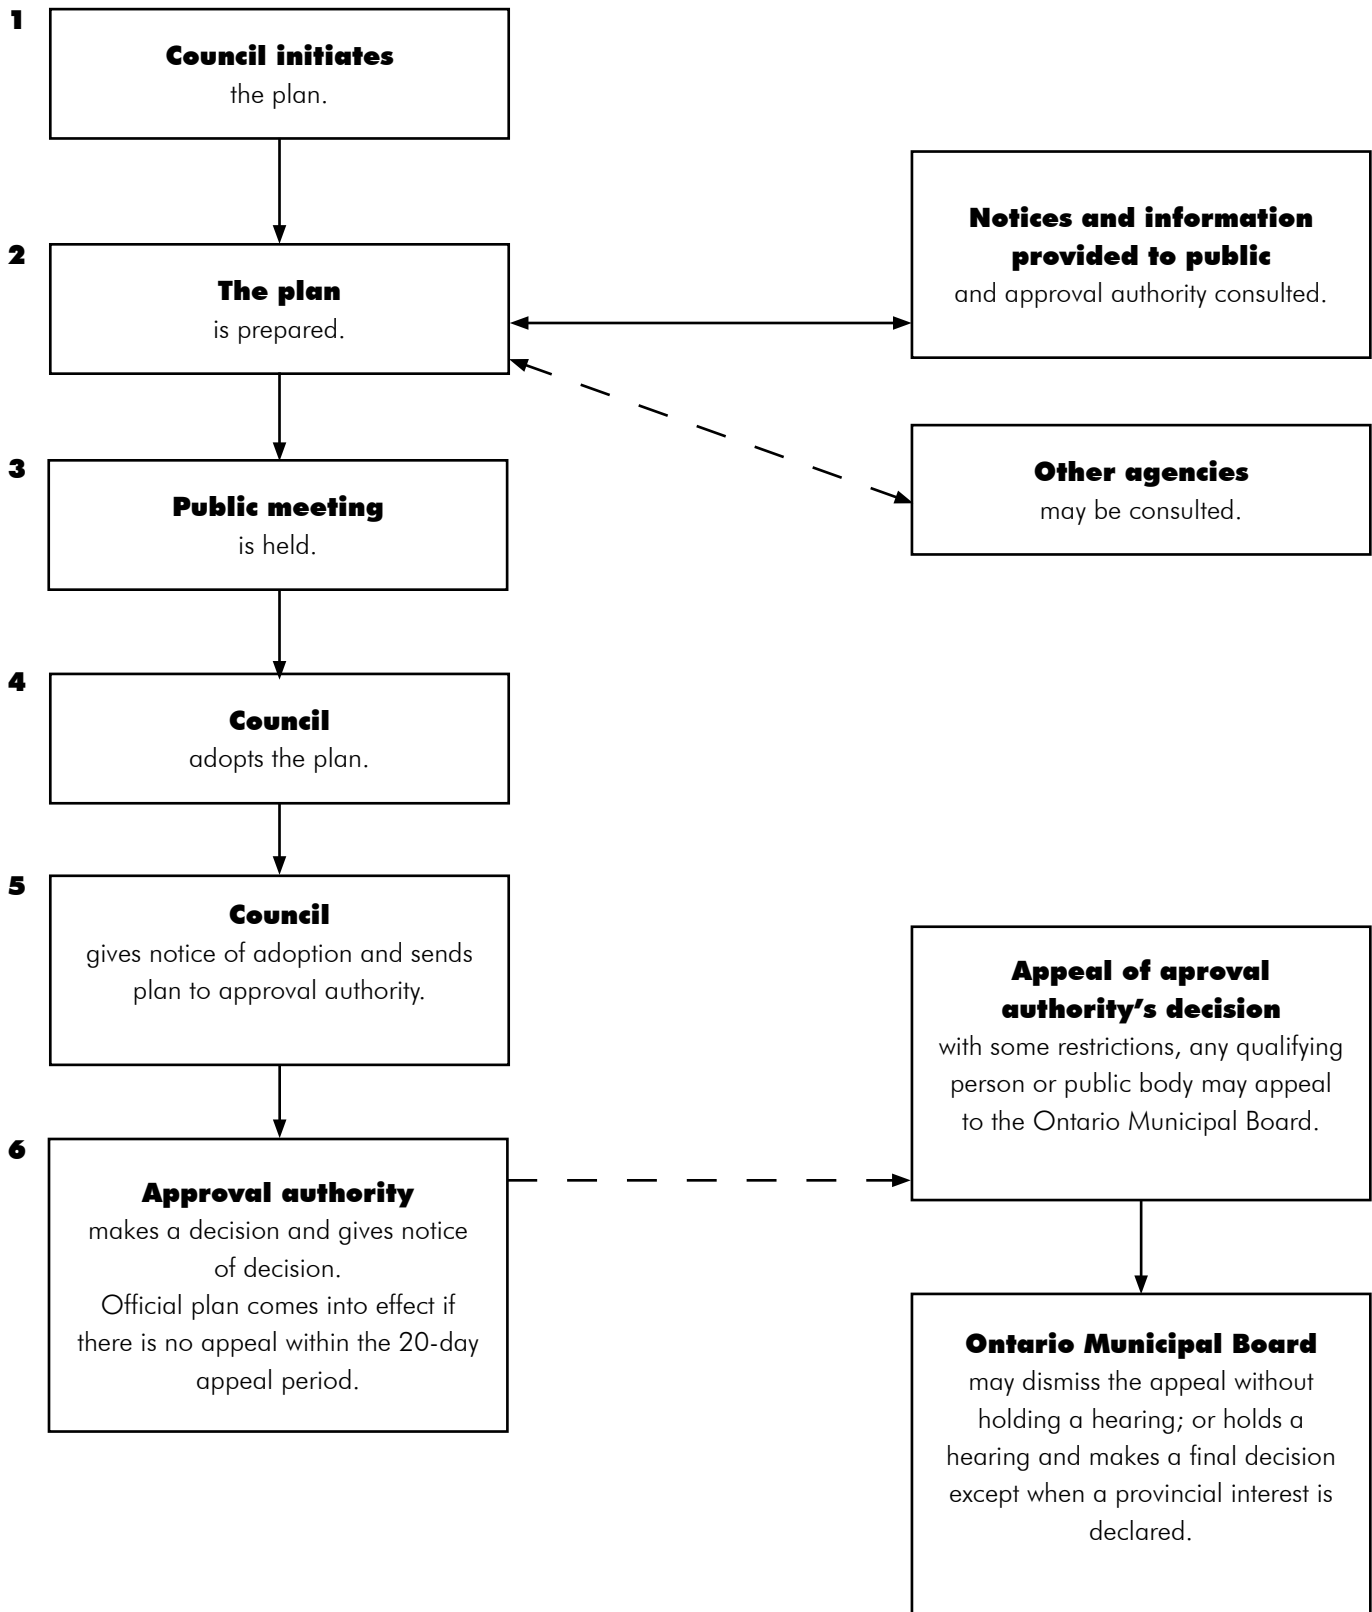 1
Council initiates
the plan.
2
The plan
is prepared.
Notices and information
provided to public
and approval authority consulted.
Other agencies
may be consulted.
3
Public meeting
is held.
4
Council
adopts the plan.
5
Council
gives notice of adoption and sends
plan to approval authority.
6
Approval authority
makes a decision and gives notice
of decision.
Official plan comes into effect if
there is no appeal within the 20-day
appeal period.
Appeal of aproval
authority's decision
with some restrictions, any qualifying
person or public body may appeal
to the Ontario Municipal Board.
Ontario Municipal Board
may dismiss the appeal without
holding a hearing; or holds a
hearing and makes a final decision
except when a provincial interest is
declared.